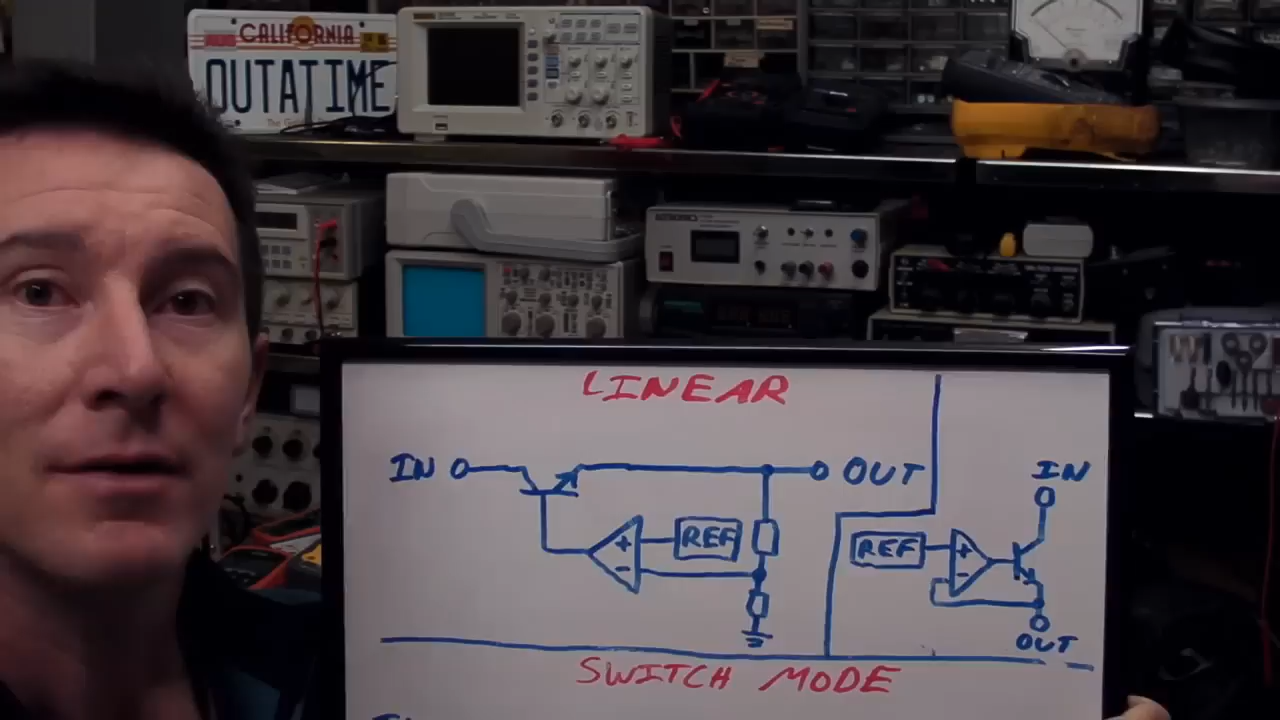 CALIFORNIA
OUTATIME
LINEAR
IN
OUT
REF
+
-
IN
REF
+
-
OUT
SWITCH MODE